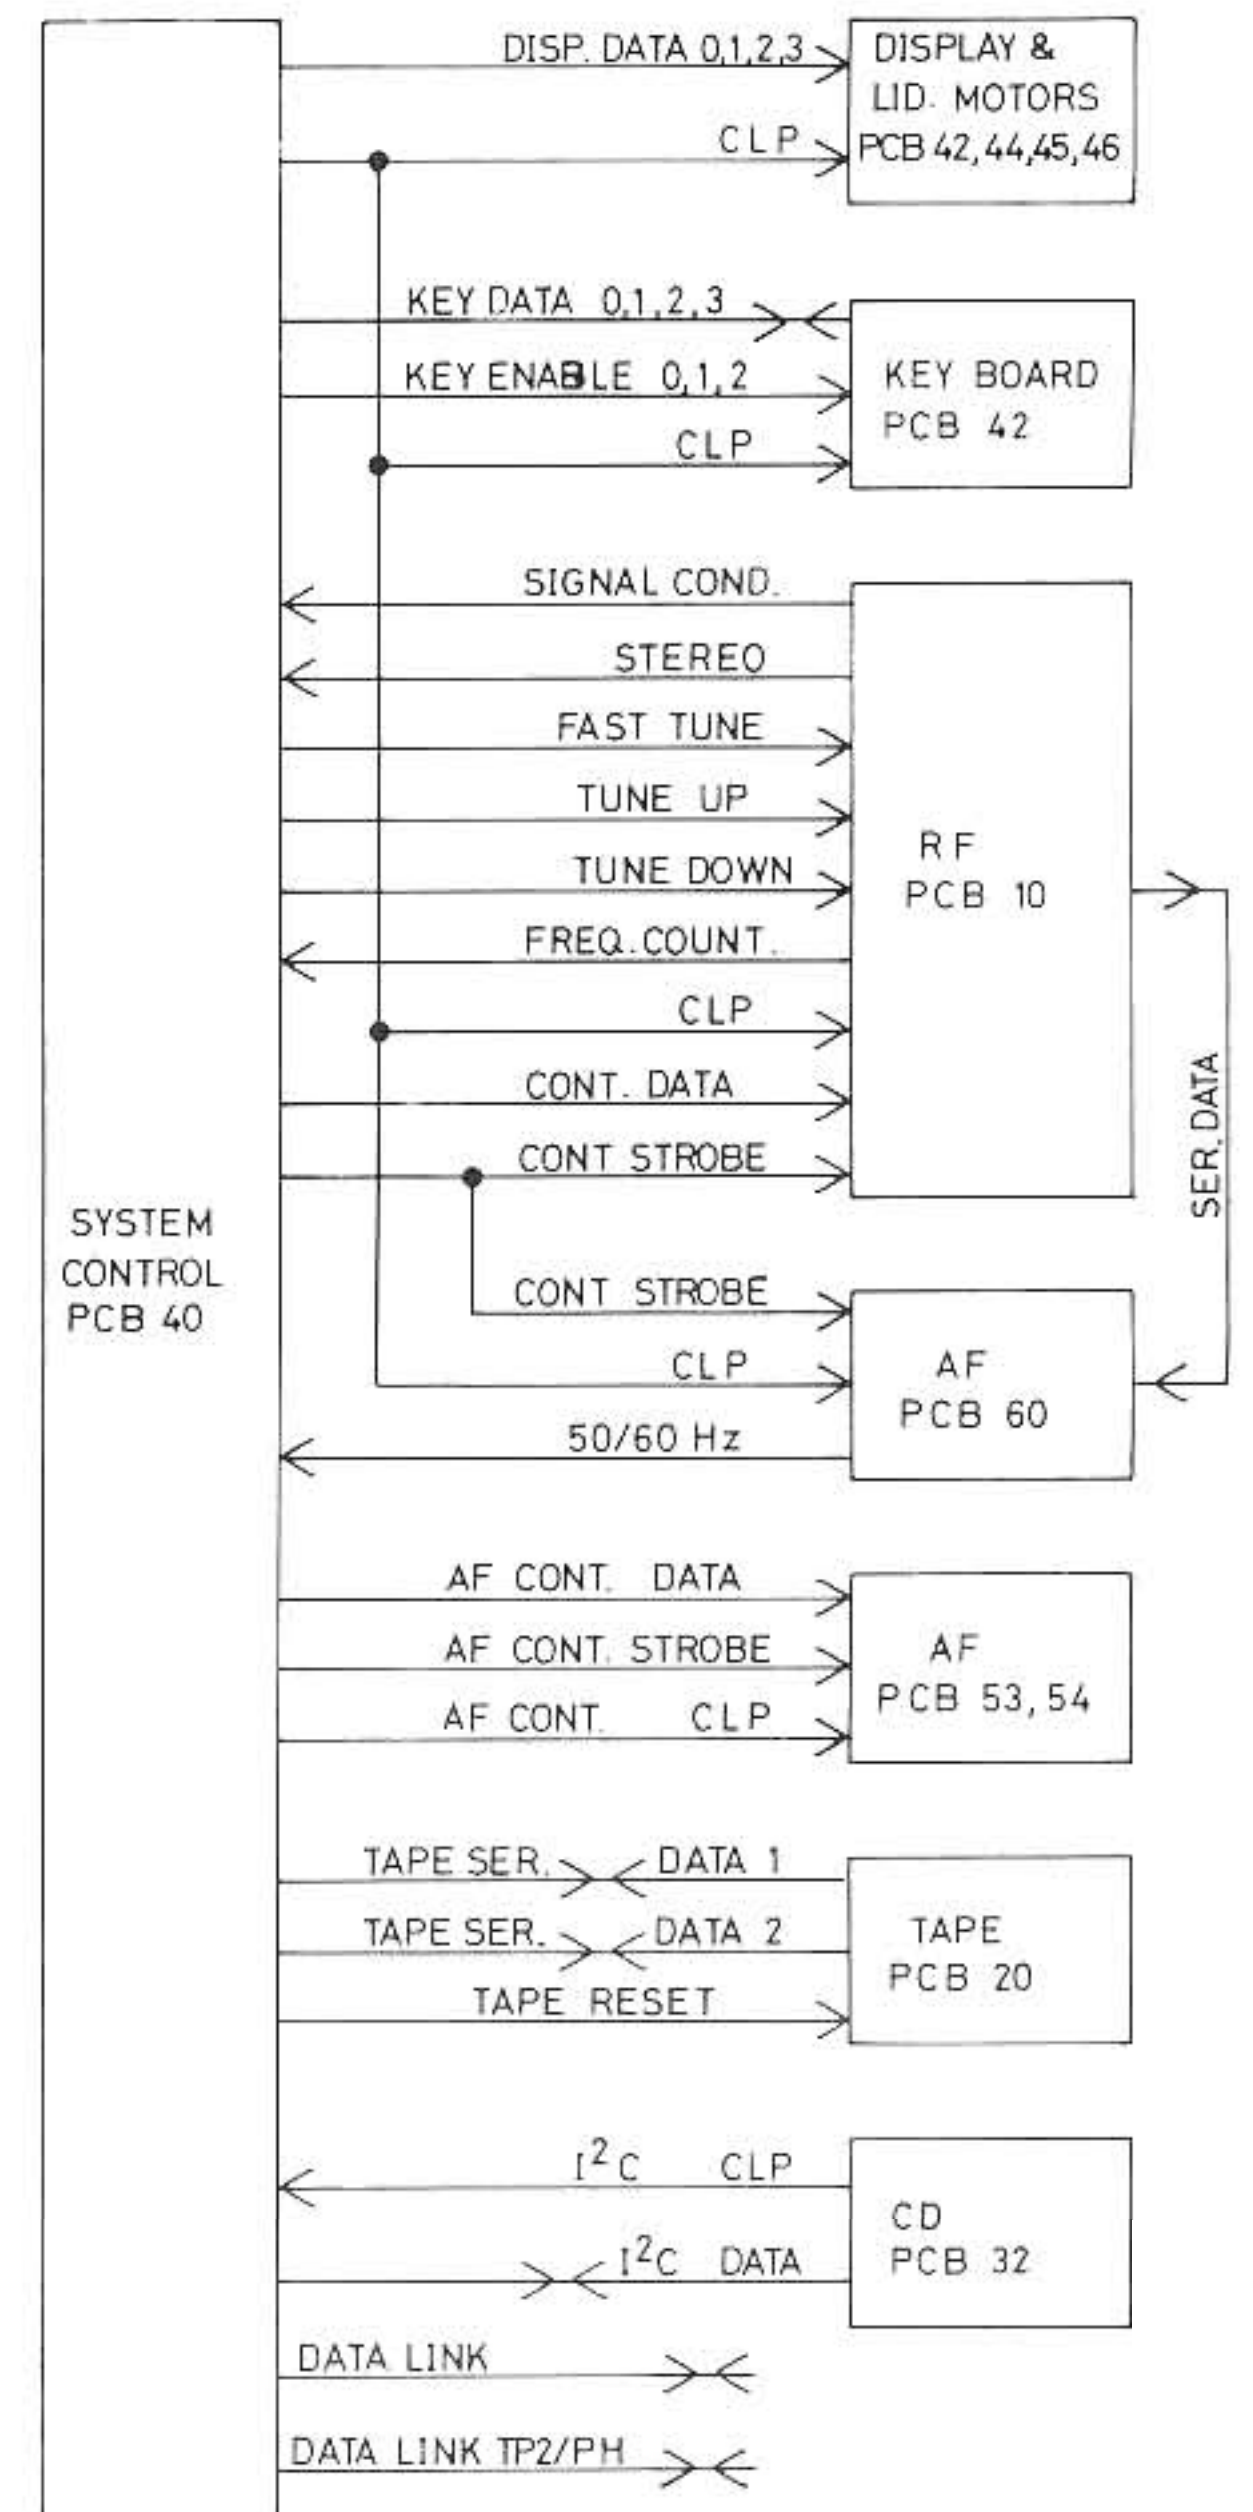 DISP. DATA 0,1,2,3
DISPLAY &
LID. MOTORS
PCB 42,44,45,46
CLP
KEY DATA 0,1,2,3
KEY ENABLE 0,1,2
CLP
KEY BOARD
PCB 42
SIGNAL COND.
STEREO
FAST TUNE
TUNE UP
TUNE DOWN
FREQ. COUNT.
CLP
CONT. DATA
CONT STROBE
RF
PCB 10
SER. DATA
SYSTEM
CONTROL
PCB 40
CONT STROBE
CLP
50/60 Hz
AF
PCB 60
AF CONT. DATA
AF CONT. STROBE
AF CONT. CLP
AF
PCB 53,54
TAPE SER. DATA 1
TAPE SER. DATA 2
TAPE RESET
TAPE
PCB 20
I²C CLP
I²C DATA
CD
PCB 32
DATA LINK
DATA LINK TP2/PH